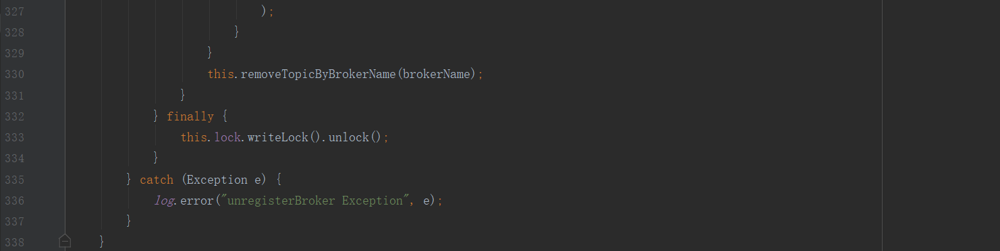 327                                     );
328                                 }
329                             }
330                             this.removeTopicByBrokerName(brokerName);
331                         }
332                     } finally {
333                         this.lock.writeLock().unlock();
334                     }
335                 } catch (Exception e) {
336                     log.error("unregisterBroker Exception", e);
337                 }
338             }